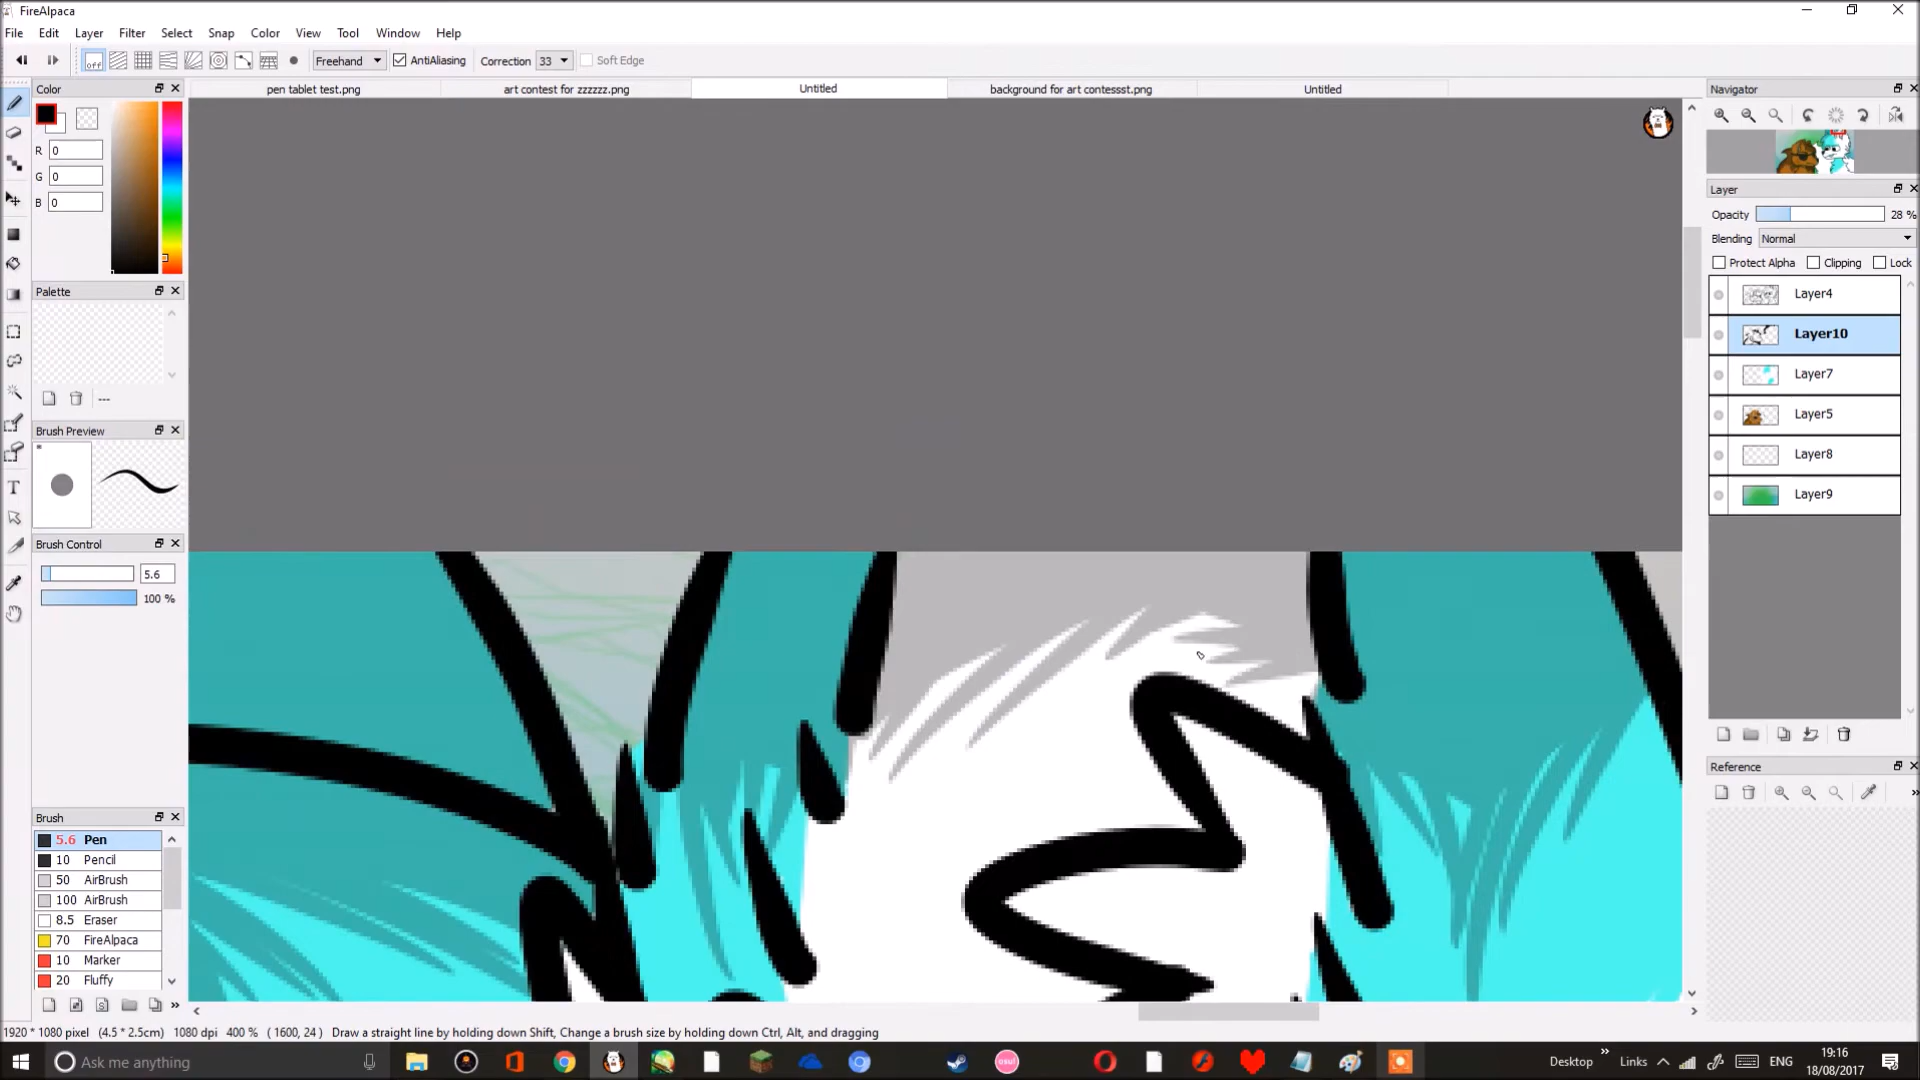 FireAlpaca
File Edit Layer Filter Select Snap Color View Tool Window Help
off Freehand AntiAliasing Correction 33 Soft Edge
Color
pen tablet test.png art contest for zzzzzz.png Untitled background for art contessst.png Untitled
Navigator
R 0
G 0
B 0
Layer
Opacity 28 %
Blending Normal
Protect Alpha Clipping Lock
Layer4
Layer10
Layer7
Layer5
Layer8
Layer9
Palette
---
Brush Preview
Brush Control
5.6
100 %
Reference
Brush
5.6 Pen
10 Pencil
50 AirBrush
100 AirBrush
8.5 Eraser
70 FireAlpaca
10 Marker
20 Fluffy
1920 * 1080 pixel (4.5 * 2.5cm) 1080 dpi 400 % ( 1600, 24 ) Draw a straight line by holding down Shift, Change a brush size by holding down Ctrl, Alt, and dragging
Ask me anything
osu!
Desktop Links ENG
19:16
18/08/2017